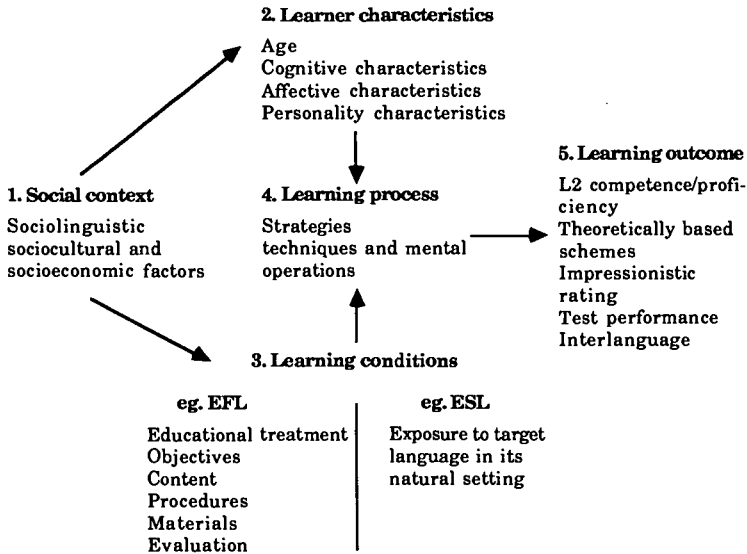 2. Learner characteristics
Age
Cognitive characteristics
Affective characteristics
Personality characteristics
1. Social context
Sociolinguistic
sociocultural and
socioeconomic factors
4. Learning process
Strategies
techniques and mental
operations
5. Learning outcome
L2 competence/profi-
ciency
Theoretically based
schemes
Impressionistic
rating
Test performance
Interlanguage
3. Learning conditions
eg. EFL
Educational treatment
Objectives
Content
Procedures
Materials
Evaluation
eg. ESL
Exposure to target
language in its
natural setting